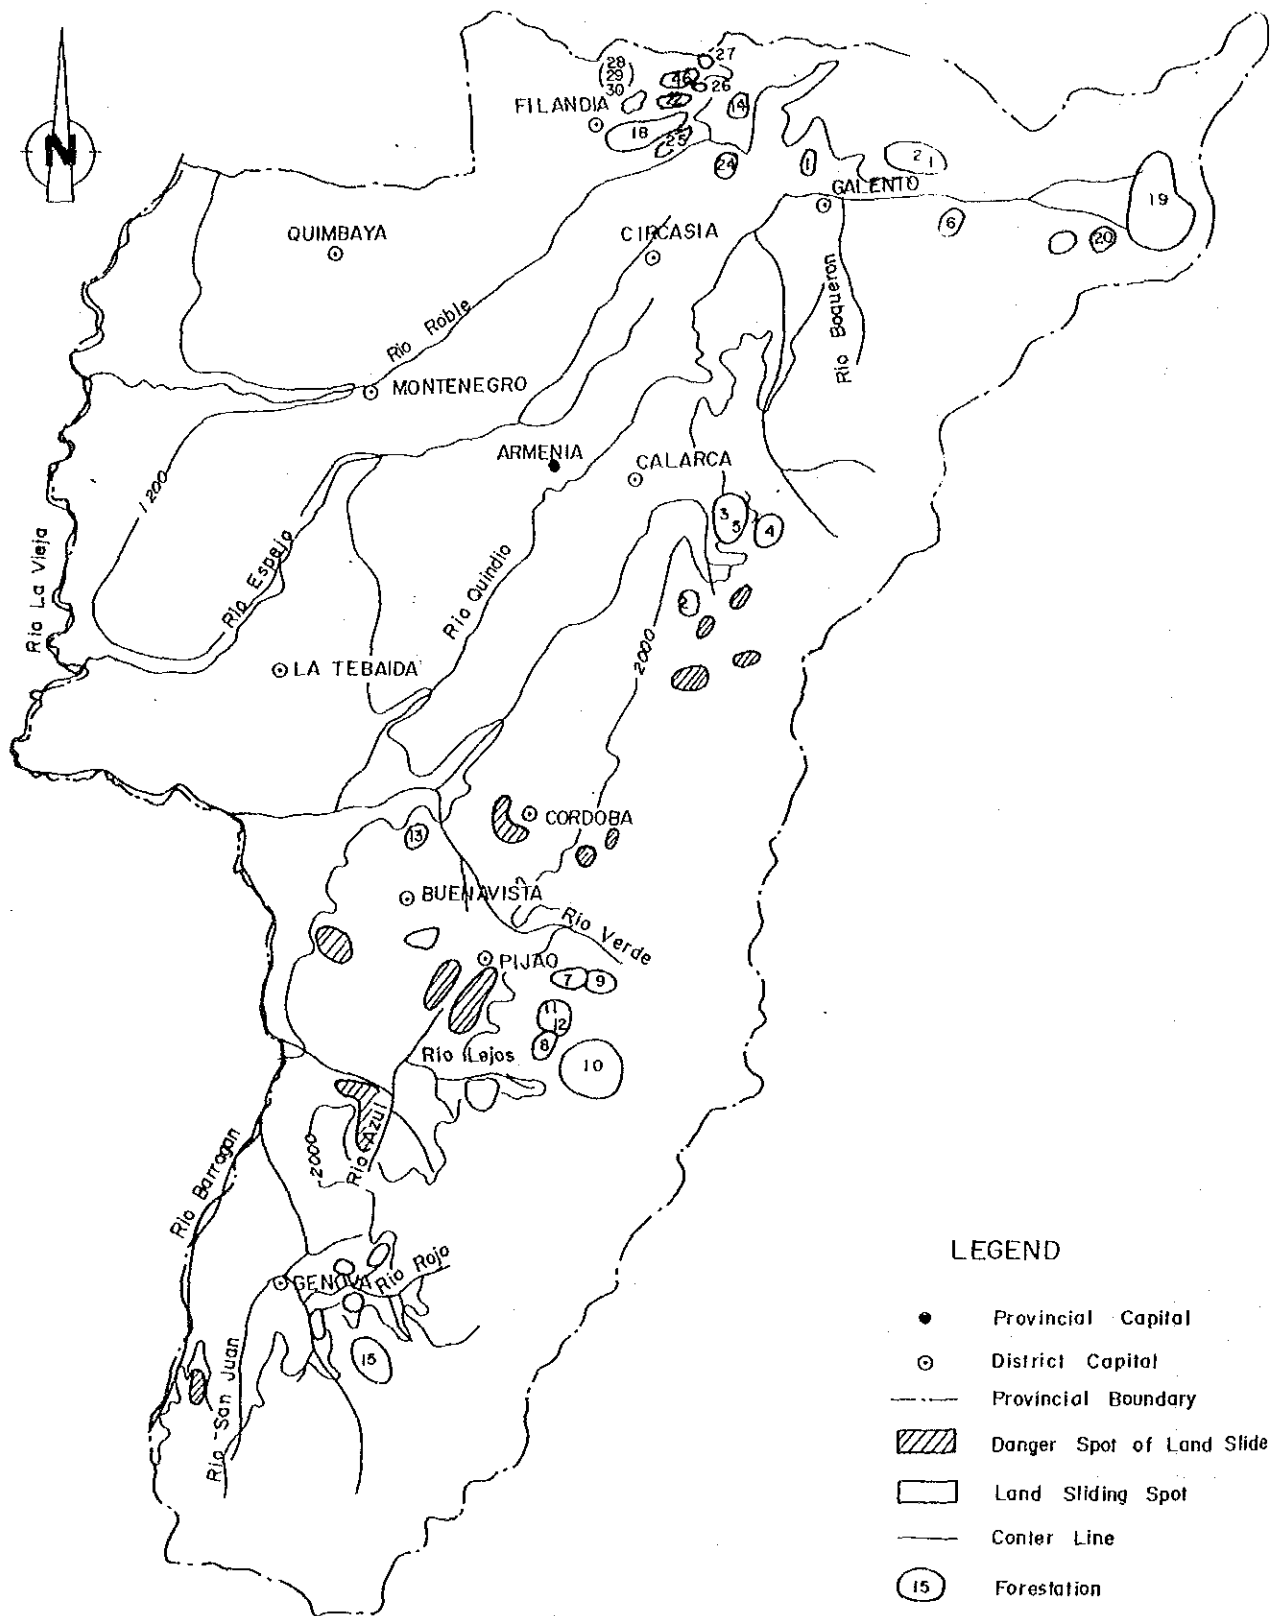 27
28
29
30
16
26
FILANDIA
22
14
18
25
24
1
2 1
GALENTO
19
N
6
20
QUIMBAYA
CIRCASIA
Rio Boqueron
Rio Roble
MONTENEGRO
ARMENIA
CALARCA
1200
3
5
4
Rio La Vieja
Rio Espejo
Rio Quindio
2
2000
LA TEBAIDA
CORDOBA
13
BUENAVISTA
Rio Verde
PIJAO
7
9
11
12
8
Rio Lejos
10
Rio Azul
2000
Rio Barragan
GENOVA
Rio Rojo
15
Rio San Juan
LEGEND
Provincial Capital
District Capital
Provincial Boundary
Danger Spot of Land Slide
Land Sliding Spot
Conter Line
15 Forestation